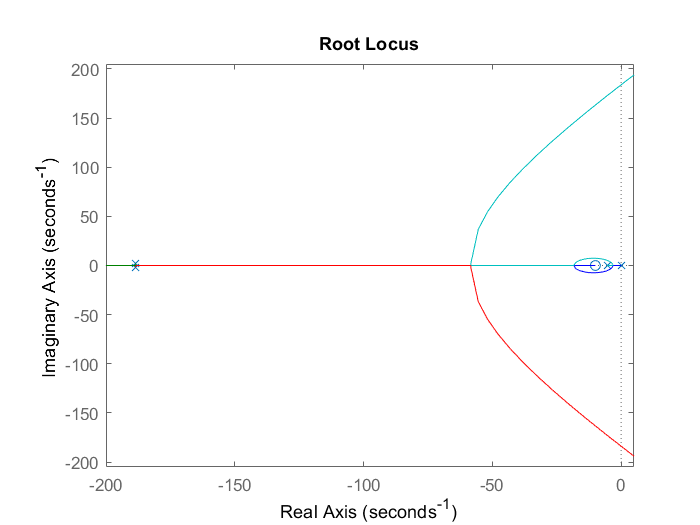 Root Locus
Imaginary Axis (seconds⁻¹)
200
150
100
50
0
-50
-100
-150
-200
-200 -150 -100 -50 0
Real Axis (seconds⁻¹)